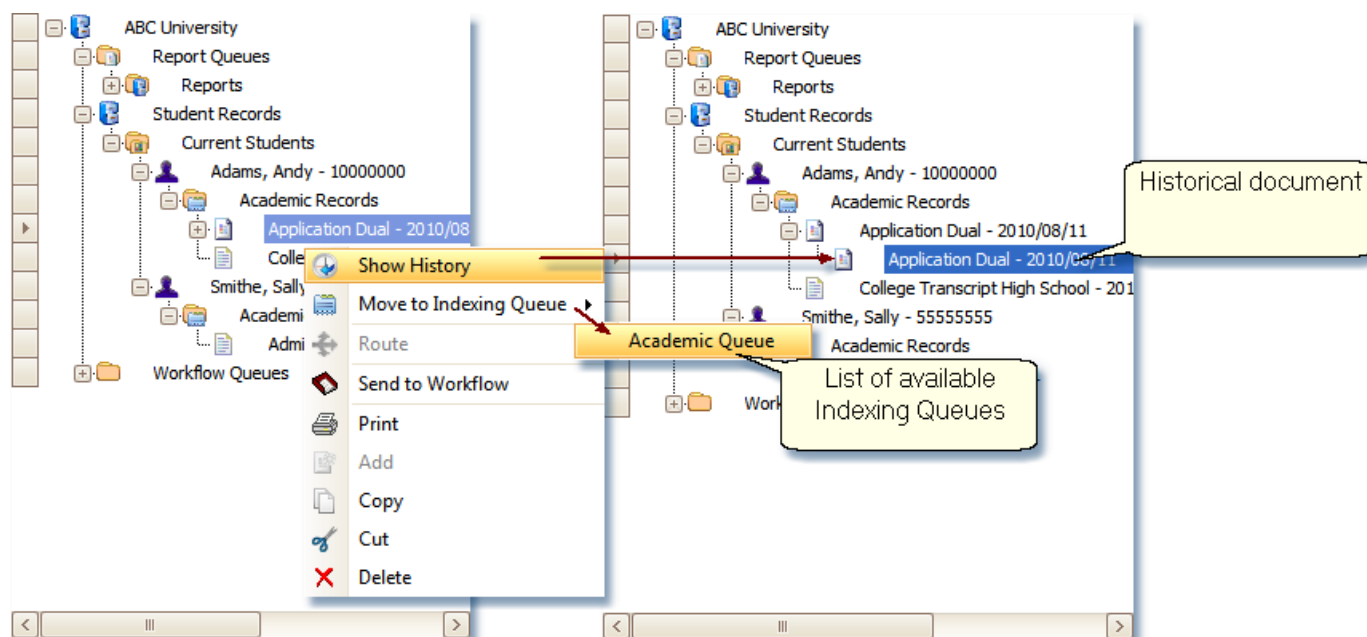 ABC University
Report Queues
Reports
Student Records
Current Students
Adams, Andy - 10000000
Academic Records
Application Dual - 2010/08
Colle
Smithe, Sally
Academi
Admi
Workflow Queues
Show History
Move to Indexing Queue
Route
Send to Workflow
Print
Add
Copy
Cut
Delete
Academic Queue
List of available
Indexing Queues
ABC University
Report Queues
Reports
Student Records
Current Students
Adams, Andy - 10000000
Academic Records
Application Dual - 2010/08/11
Application Dual - 2010/08/11
College Transcript High School - 201
Smithe, Sally - 55555555
Academic Records
Work
Historical document